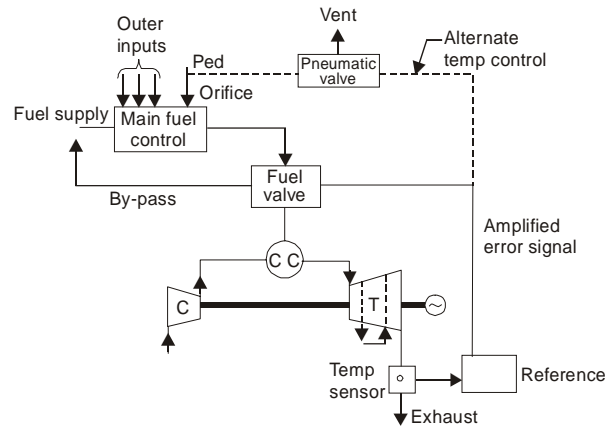 Vent
Outer
inputs
Ped
Pneumatic
valve
Alternate
temp control
Orifice
Fuel supply
Main fuel
control
Fuel
valve
By-pass
Amplified
error signal
C C
C
T
~
Temp
sensor
Reference
Exhaust